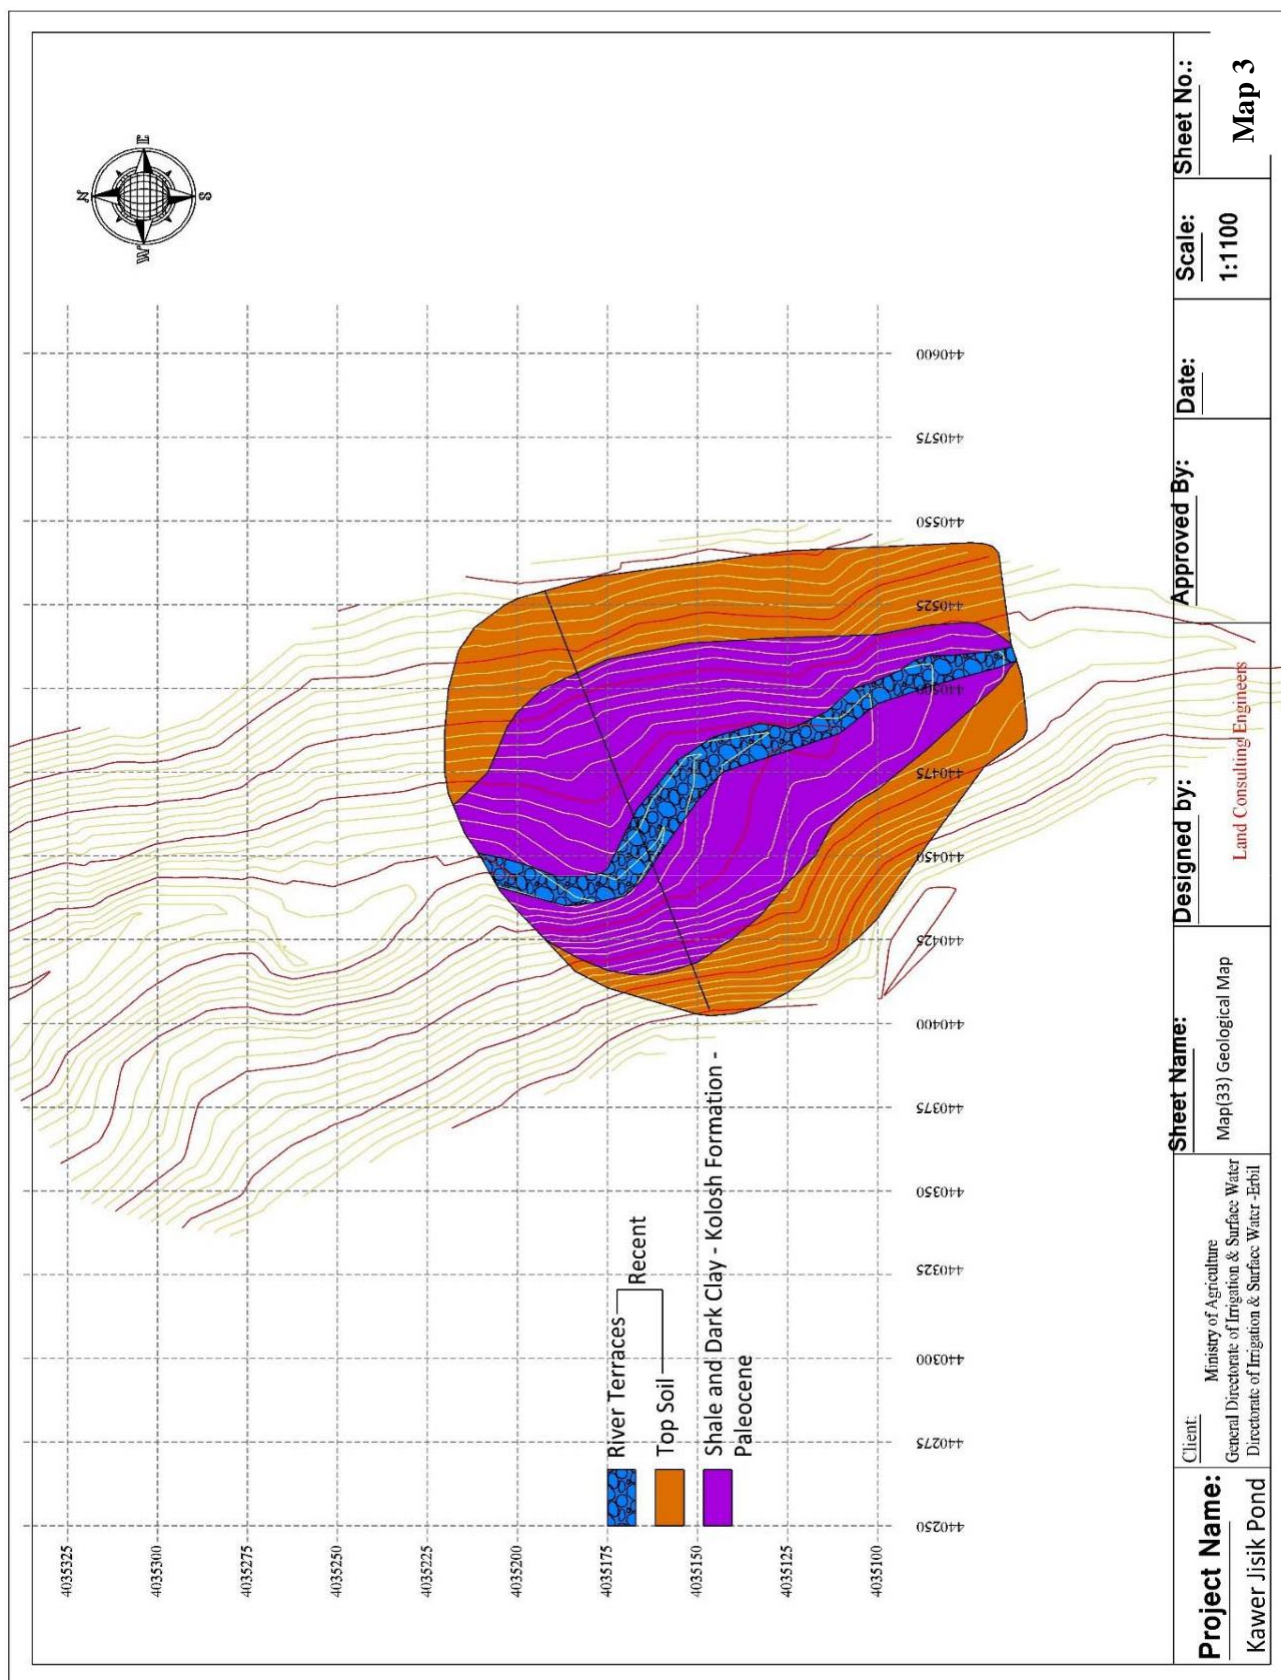 N
E
S
W
4035325
4035300
4035275
4035250
4035225
4035200
4035175
4035150
4035125
4035100
440250
440275
440300
440325
440350
440375
440400
440425
440450
440475
440500
440525
440550
440575
440600
River Terraces
Recent
Top Soil
Shale and Dark Clay - Kolosh Formation -
Paleocene
Project Name:
Kawer Jisik Pond
Client:
Ministry of Agriculture
General Directorate of Irrigation & Surface Water
Directorate of Irrigation & Surface Water -Erbil
Sheet Name:
Map(33) Geological Map
Designed by:
Land Consulting Engineers
Approved By:
Date:
Scale:
1:1100
Sheet No.:
Map 3